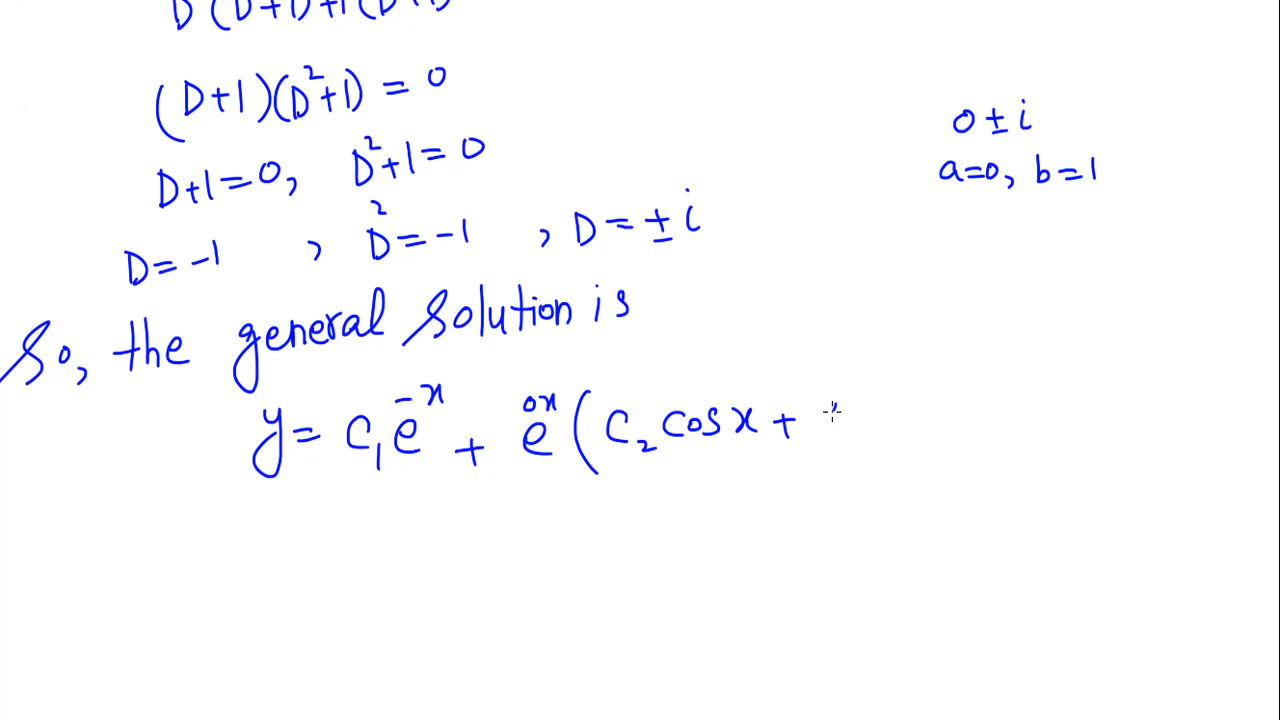 (D+1)(D²+1) = 0
D+1=0, D²+1=0
D=-1 , D²=-1 , D=±i
0±i
a=0, b=1
So, the general solution is
y= c₁e⁻ˣ + e⁰ˣ(c₂ cosx +